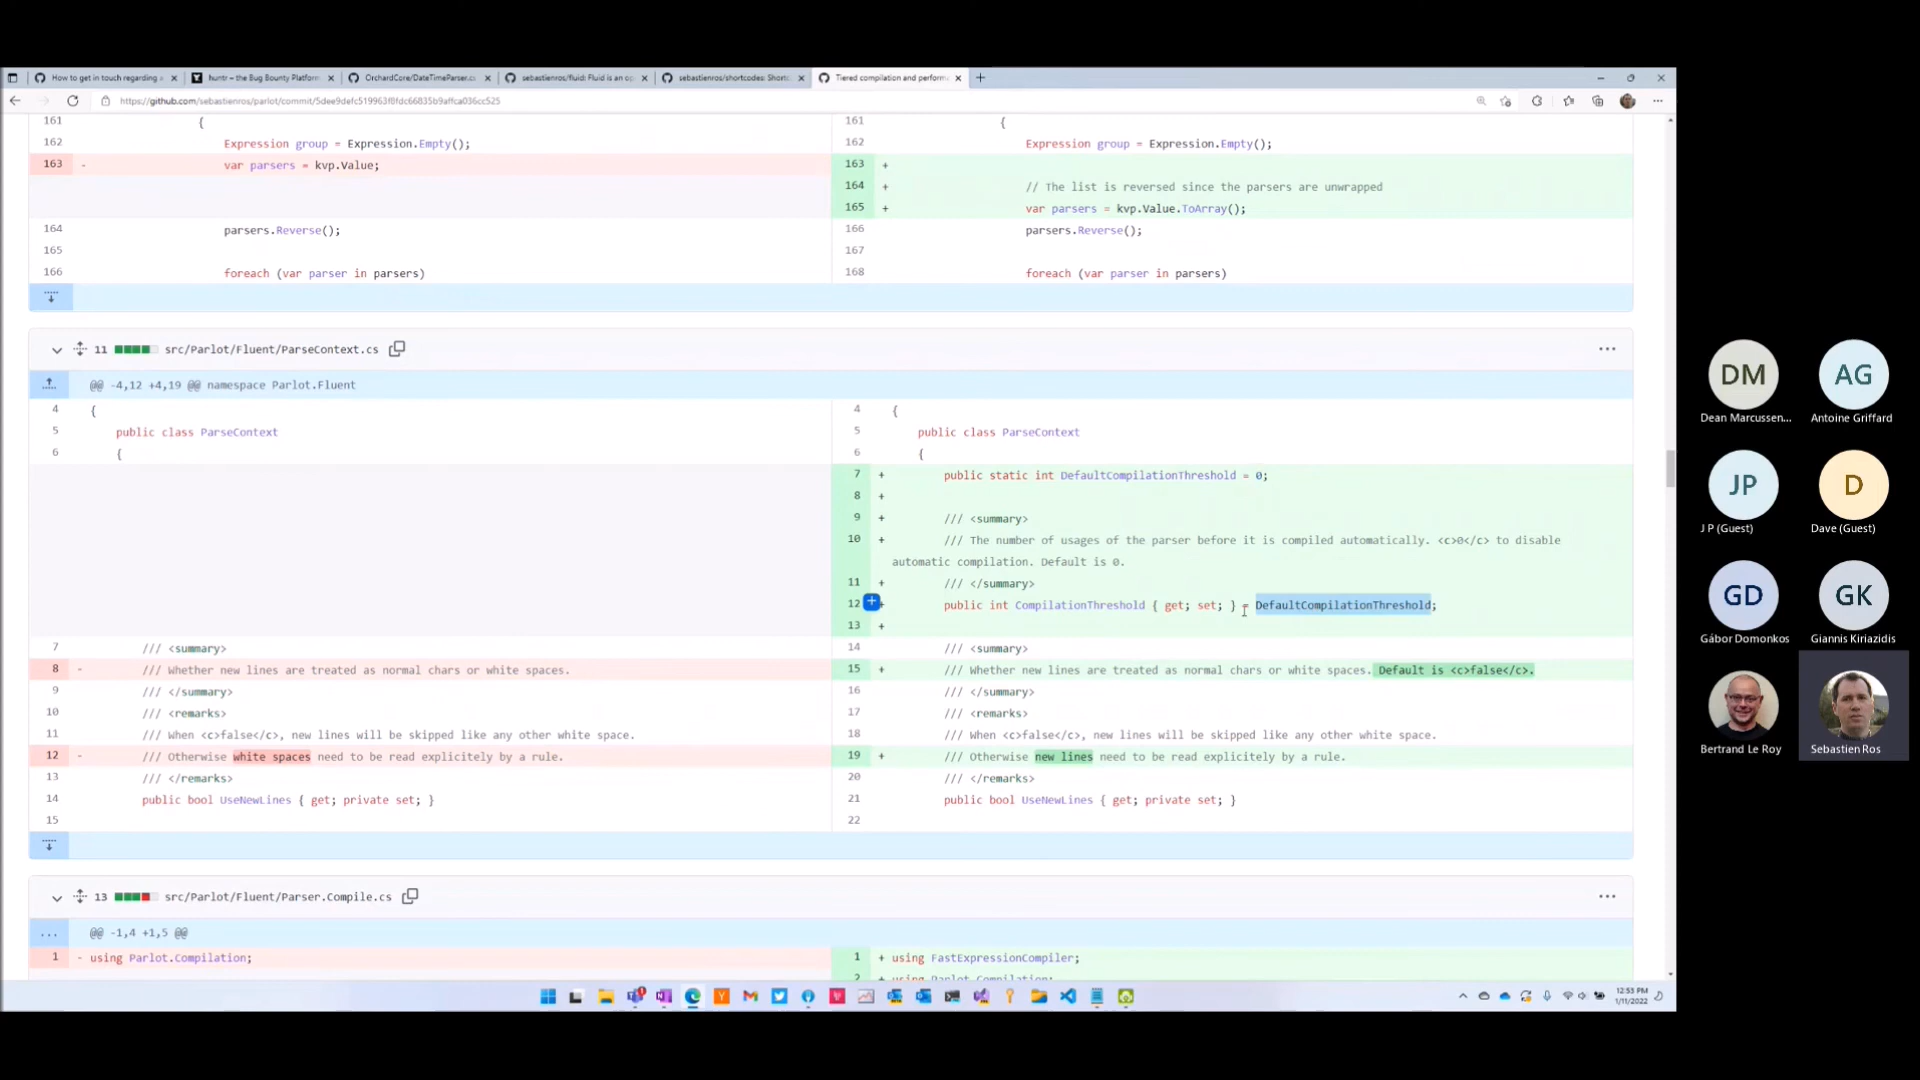 How to get in touch regarding a
huntr – the Bug Bounty Platform
OrchardCore/DateTimeParser.cs
sebastienros/fluid: Fluid is an op
sebastienros/shortcodes: Shortc
Tiered compilation and perform
https://github.com/sebastienros/parlot/commit/5dee9defc519963f8fdc66835b9affca036cc525
161 {
162 Expression group = Expression.Empty();
163 - var parsers = kvp.Value;
164 parsers.Reverse();
165
166 foreach (var parser in parsers)
161 {
162 Expression group = Expression.Empty();
163 +
164 + // The list is reversed since the parsers are unwrapped
165 + var parsers = kvp.Value.ToArray();
166 parsers.Reverse();
167
168 foreach (var parser in parsers)
11 src/Parlot/Fluent/ParseContext.cs
@@ -4,12 +4,19 @@ namespace Parlot.Fluent
4 {
5 public class ParseContext
6 {
7 /// <summary>
8 - /// Whether new lines are treated as normal chars or white spaces.
9 /// </summary>
10 /// <remarks>
11 /// When <c>false</c>, new lines will be skipped like any other white space.
12 - /// Otherwise white spaces need to be read explicitely by a rule.
13 /// </remarks>
14 public bool UseNewLines { get; private set; }
15
4 {
5 public class ParseContext
6 {
7 + public static int DefaultCompilationThreshold = 0;
8 +
9 + /// <summary>
10 + /// The number of usages of the parser before it is compiled automatically. <c>0</c> to disable
automatic compilation. Default is 0.
11 + /// </summary>
12 + public int CompilationThreshold { get; set; } = DefaultCompilationThreshold;
13 +
14 /// <summary>
15 + /// Whether new lines are treated as normal chars or white spaces. Default is <c>false</c>.
16 /// </summary>
17 /// <remarks>
18 /// When <c>false</c>, new lines will be skipped like any other white space.
19 + /// Otherwise new lines need to be read explicitely by a rule.
20 /// </remarks>
21 public bool UseNewLines { get; private set; }
22
13 src/Parlot/Fluent/Parser.Compile.cs
@@ -1,4 +1,5 @@
1 - using Parlot.Compilation;
1 + using FastExpressionCompiler;
2 + using Parlot.Compilation;
12:53 PM
1/11/2022
DM
Dean Marcussen...
AG
Antoine Griffard
JP
J P (Guest)
D
Dave (Guest)
GD
Gábor Domonkos
GK
Giannis Kiriazidis
Bertrand Le Roy
Sebastien Ros